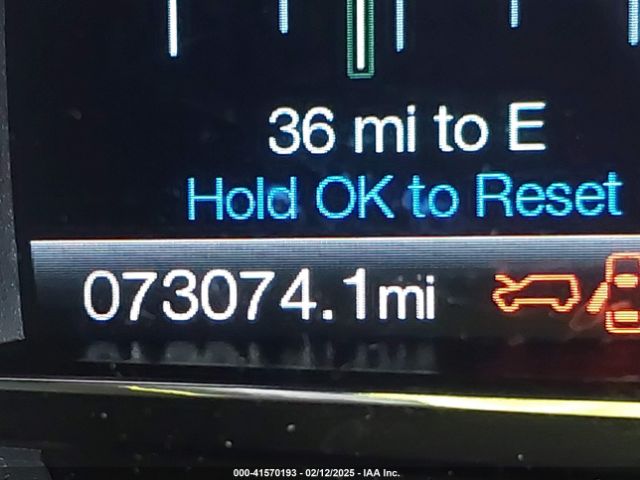 36 mi to E
Hold OK to Reset
073074.1mi
000-41570193 - 02/12/2025 - IAA Inc.